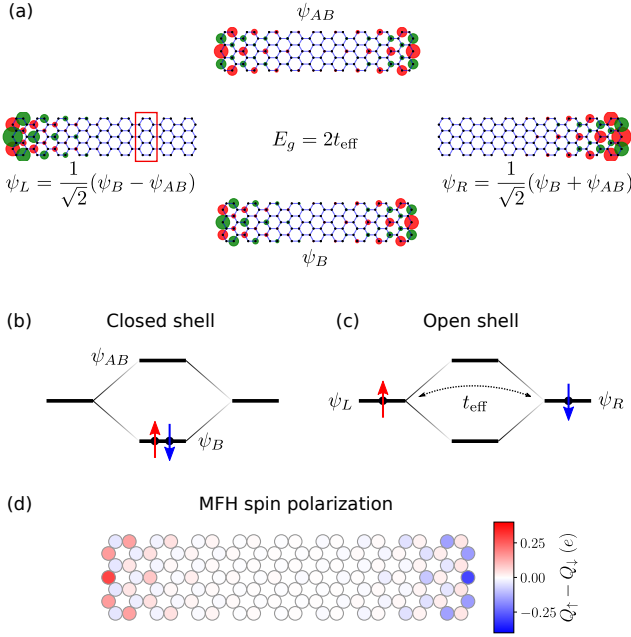 (a)
ψ_AB
E_g = 2t_eff
ψ_L = 1/√2 (ψ_B − ψ_AB)
ψ_R = 1/√2 (ψ_B + ψ_AB)
ψ_B
(b) Closed shell
ψ_AB
ψ_B
(c) Open shell
ψ_L
t_eff
ψ_R
(d) MFH spin polarization
0.25
0.00
−0.25
Q↑ − Q↓ (e)